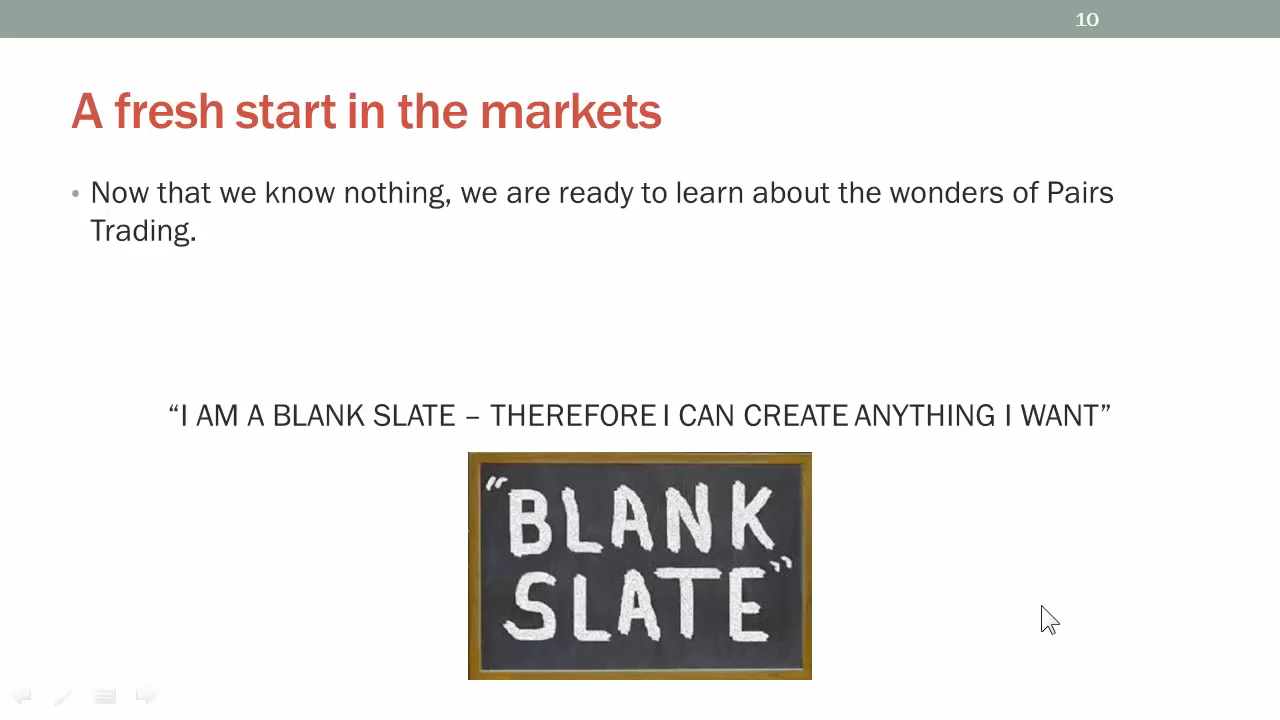 10
A fresh start in the markets
• Now that we know nothing, we are ready to learn about the wonders of Pairs
Trading.
“I AM A BLANK SLATE – THEREFORE I CAN CREATE ANYTHING I WANT”
“BLANK
SLATE”